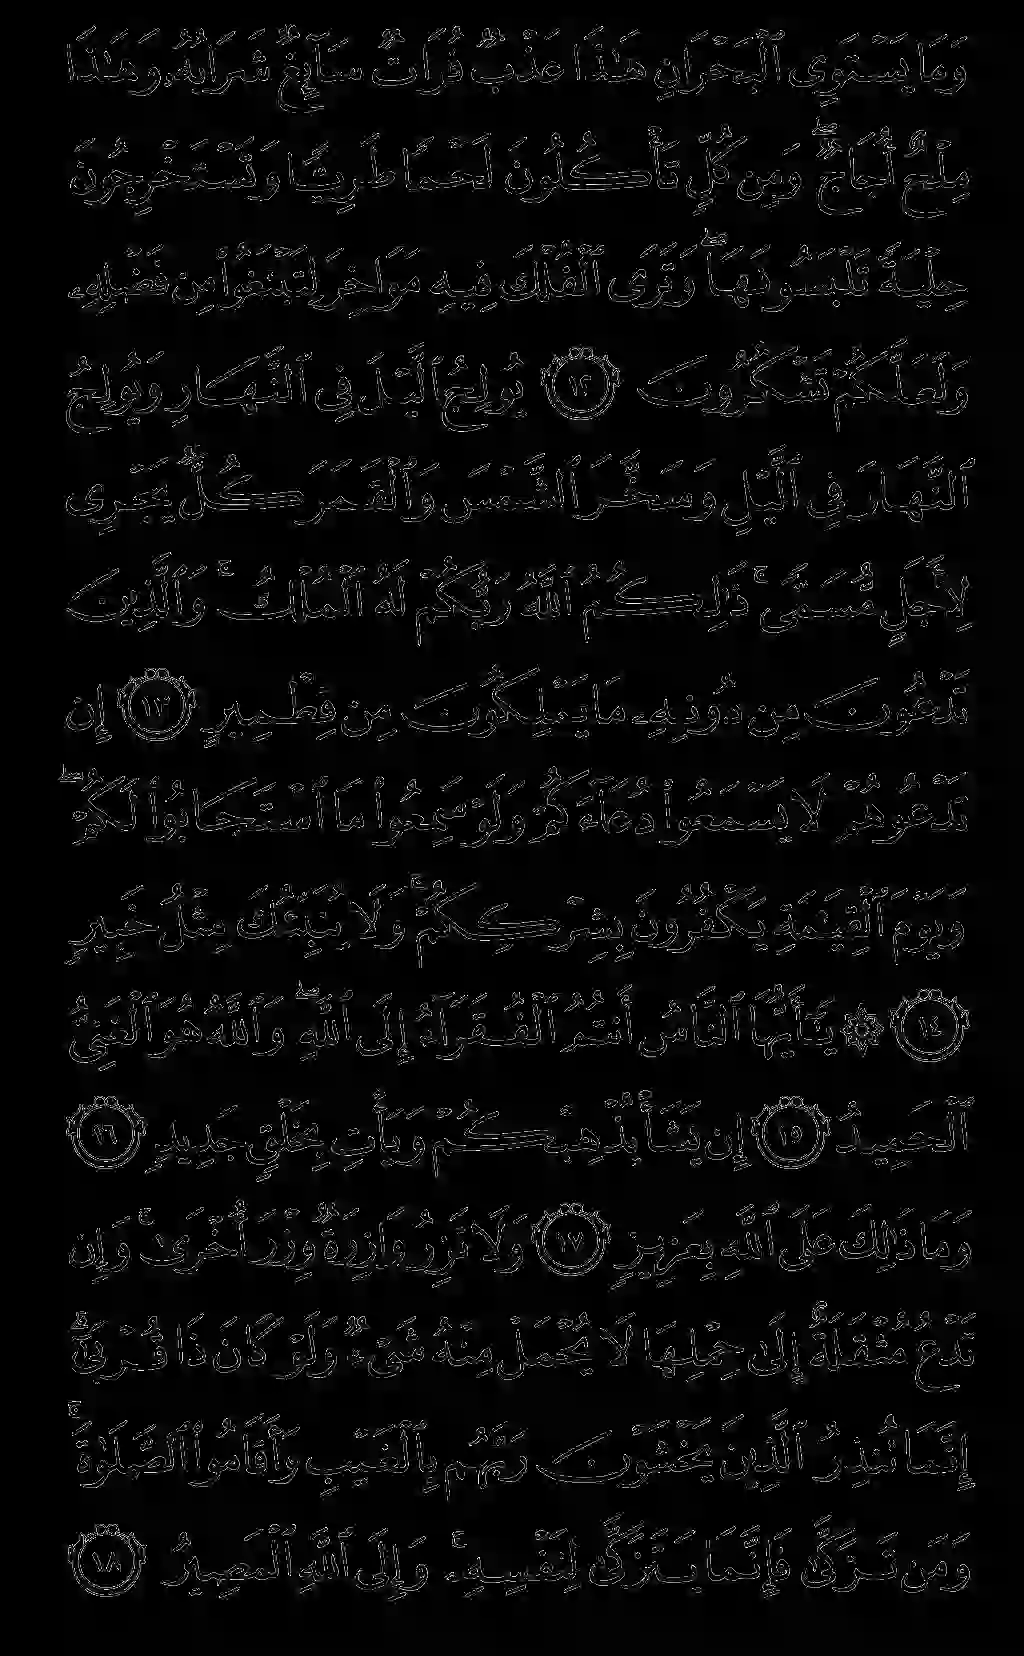 وَمَا يَسْتَوِى ٱلْبَحْرَانِ هَـٰذَا عَذْبٌ فُرَاتٌ سَآئِغٌ شَرَابُهُۥ وَهَـٰذَا
مِلْحٌ أُجَاجٌ ۖ وَمِن كُلٍّ تَأْكُلُونَ لَحْمًا طَرِيًّا وَتَسْتَخْرِجُونَ
حِلْيَةً تَلْبَسُونَهَا ۖ وَتَرَى ٱلْفُلْكَ فِيهِ مَوَاخِرَ لِتَبْتَغُوا۟ مِن فَضْلِهِۦ
وَلَعَلَّكُمْ تَشْكُرُونَ ١٢ يُولِجُ ٱلَّيْلَ فِى ٱلنَّهَارِ وَيُولِجُ
ٱلنَّهَارَ فِى ٱلَّيْلِ وَسَخَّرَ ٱلشَّمْسَ وَٱلْقَمَرَ كُلٌّ يَجْرِى
لِأَجَلٍ مُّسَمًّى ۚ ذَٰلِكُمُ ٱللَّهُ رَبُّكُمْ لَهُ ٱلْمُلْكُ ۚ وَٱلَّذِينَ
تَدْعُونَ مِن دُونِهِۦ مَا يَمْلِكُونَ مِن قِطْمِيرٍ ١٣ إِن
تَدْعُوهُمْ لَا يَسْمَعُوا۟ دُعَآءَكُمْ وَلَوْ سَمِعُوا۟ مَا ٱسْتَجَابُوا۟ لَكُمْ ۖ
وَيَوْمَ ٱلْقِيَـٰمَةِ يَكْفُرُونَ بِشِرْكِكُمْ ۚ وَلَا يُنَبِّئُكَ مِثْلُ خَبِيرٍ
١٤ ۞ يَـٰٓأَيُّهَا ٱلنَّاسُ أَنتُمُ ٱلْفُقَرَآءُ إِلَى ٱللَّهِ ۖ وَٱللَّهُ هُوَ ٱلْغَنِىُّ
ٱلْحَمِيدُ ١٥ إِن يَشَأْ يُذْهِبْكُمْ وَيَأْتِ بِخَلْقٍ جَدِيدٍ ١٦
وَمَا ذَٰلِكَ عَلَى ٱللَّهِ بِعَزِيزٍ ١٧ وَلَا تَزِرُ وَازِرَةٌ وِزْرَ أُخْرَىٰ ۚ وَإِن
تَدْعُ مُثْقَلَةٌ إِلَىٰ حِمْلِهَا لَا يُحْمَلْ مِنْهُ شَىْءٌ وَلَوْ كَانَ ذَا قُرْبَىٰٓ ۗ
إِنَّمَا تُنذِرُ ٱلَّذِينَ يَخْشَوْنَ رَبَّهُم بِٱلْغَيْبِ وَأَقَامُوا۟ ٱلصَّلَوٰةَ ۚ
وَمَن تَزَكَّىٰ فَإِنَّمَا يَتَزَكَّىٰ لِنَفْسِهِۦ ۚ وَإِلَى ٱللَّهِ ٱلْمَصِيرُ ١٨